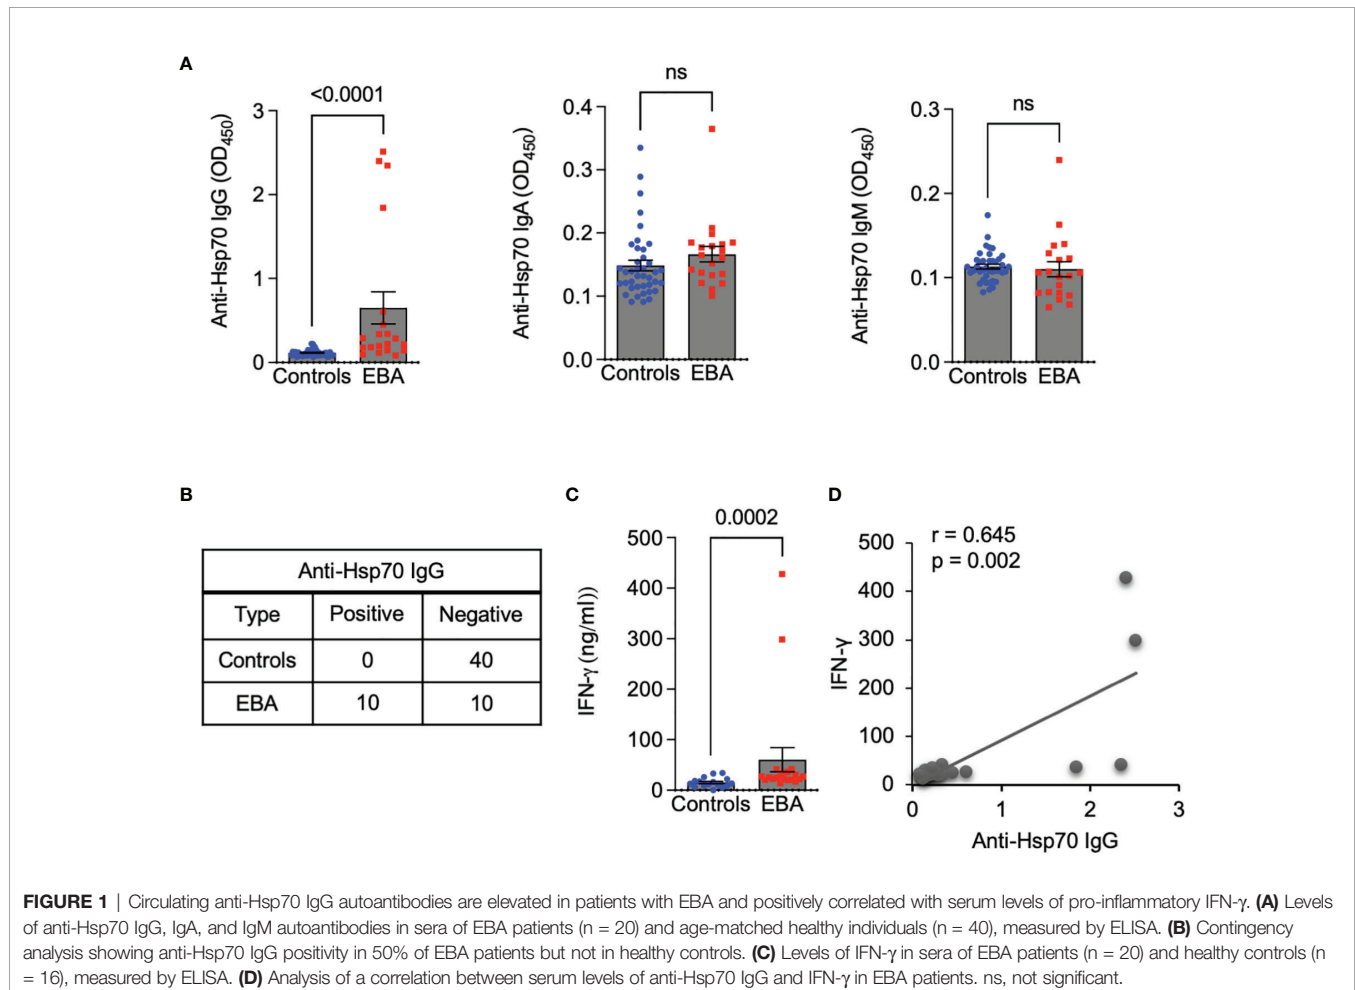 A
<0.0001
Anti-Hsp70 IgG (OD450)
3
2
1
0
Controls EBA
ns
Anti-Hsp70 IgA (OD450)
0.4
0.3
0.2
0.1
0.0
Controls EBA
ns
Anti-Hsp70 IgM (OD450)
0.3
0.2
0.1
0.0
Controls EBA
B
Anti-Hsp70 IgG
Type Positive Negative
Controls 0 40
EBA 10 10
C
0.0002
IFN-γ (ng/ml))
500
400
300
200
100
0
Controls EBA
D
r = 0.645
p = 0.002
IFN-γ
500
400
300
200
100
0
0 1 2 3
Anti-Hsp70 IgG
FIGURE 1 | Circulating anti-Hsp70 IgG autoantibodies are elevated in patients with EBA and positively correlated with serum levels of pro-inflammatory IFN-γ. (A) Levels
of anti-Hsp70 IgG, IgA, and IgM autoantibodies in sera of EBA patients (n = 20) and age-matched healthy individuals (n = 40), measured by ELISA. (B) Contingency
analysis showing anti-Hsp70 IgG positivity in 50% of EBA patients but not in healthy controls. (C) Levels of IFN-γ in sera of EBA patients (n = 20) and healthy controls (n
= 16), measured by ELISA. (D) Analysis of a correlation between serum levels of anti-Hsp70 IgG and IFN-γ in EBA patients. ns, not significant.